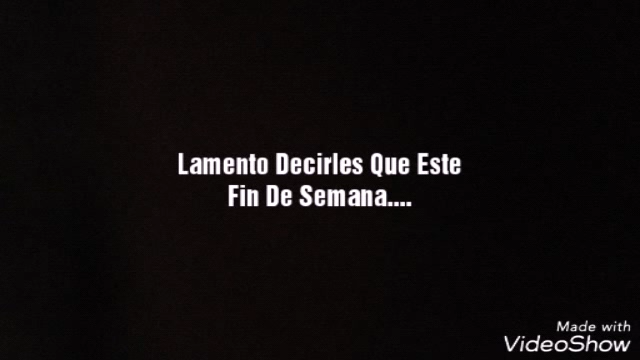 Lamento Decirles Que Este
Fin De Semana....
Made with
VideoShow